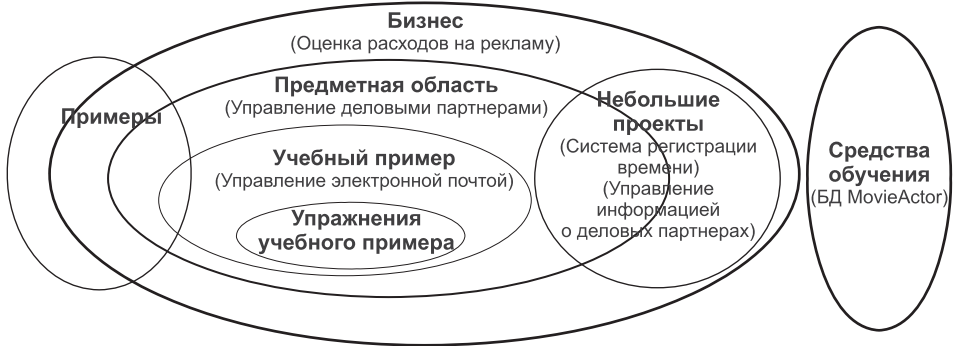 Бизнес
(Оценка расходов на рекламу)
Предметная область
(Управление деловыми партнерами)
Примеры
Учебный пример
(Управление электронной почтой)
Упражнения
учебного примера
Небольшие
проекты
(Система регистрации
времени)
(Управление
информацией
о деловых партнерах)
Средства
обучения
(БД MovieActor)